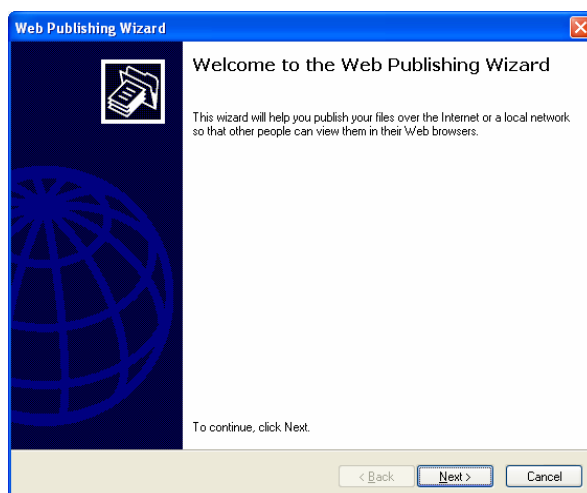 Web Publishing Wizard
Welcome to the Web Publishing Wizard
This wizard will help you publish your files over the Internet or a local network
so that other people can view them in their Web browsers.
To continue, click Next.
< Back Next > Cancel